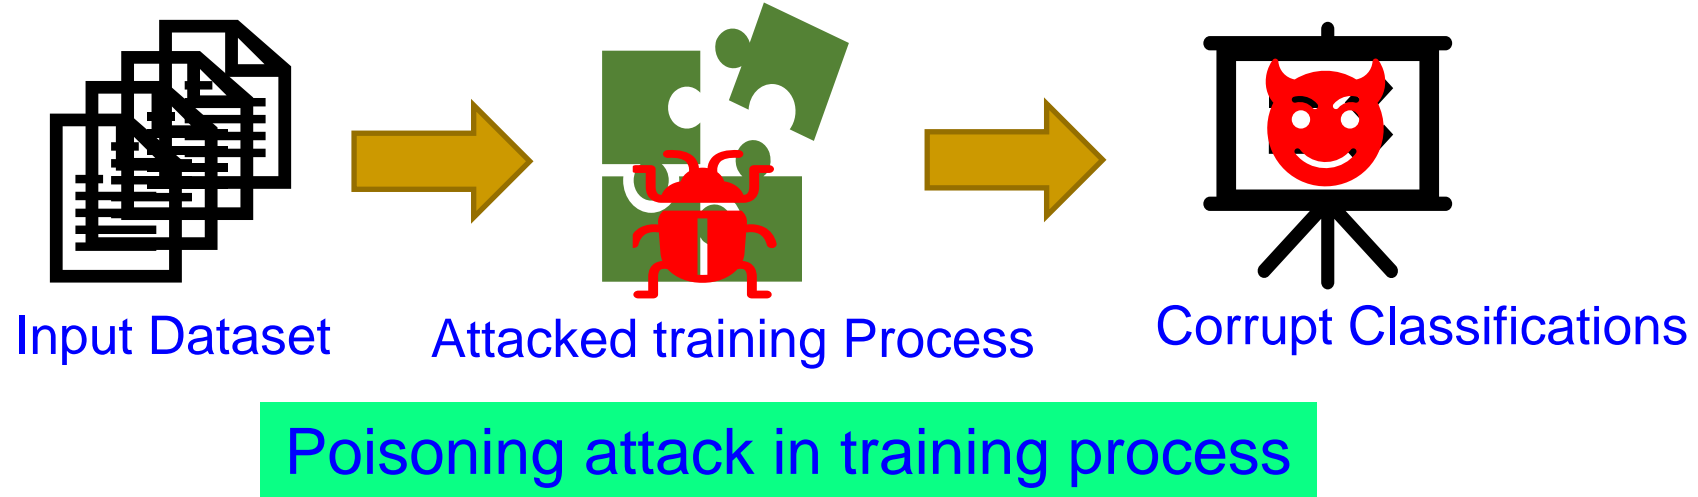 Input Dataset
Attacked training Process
Corrupt Classifications
Poisoning attack in training process